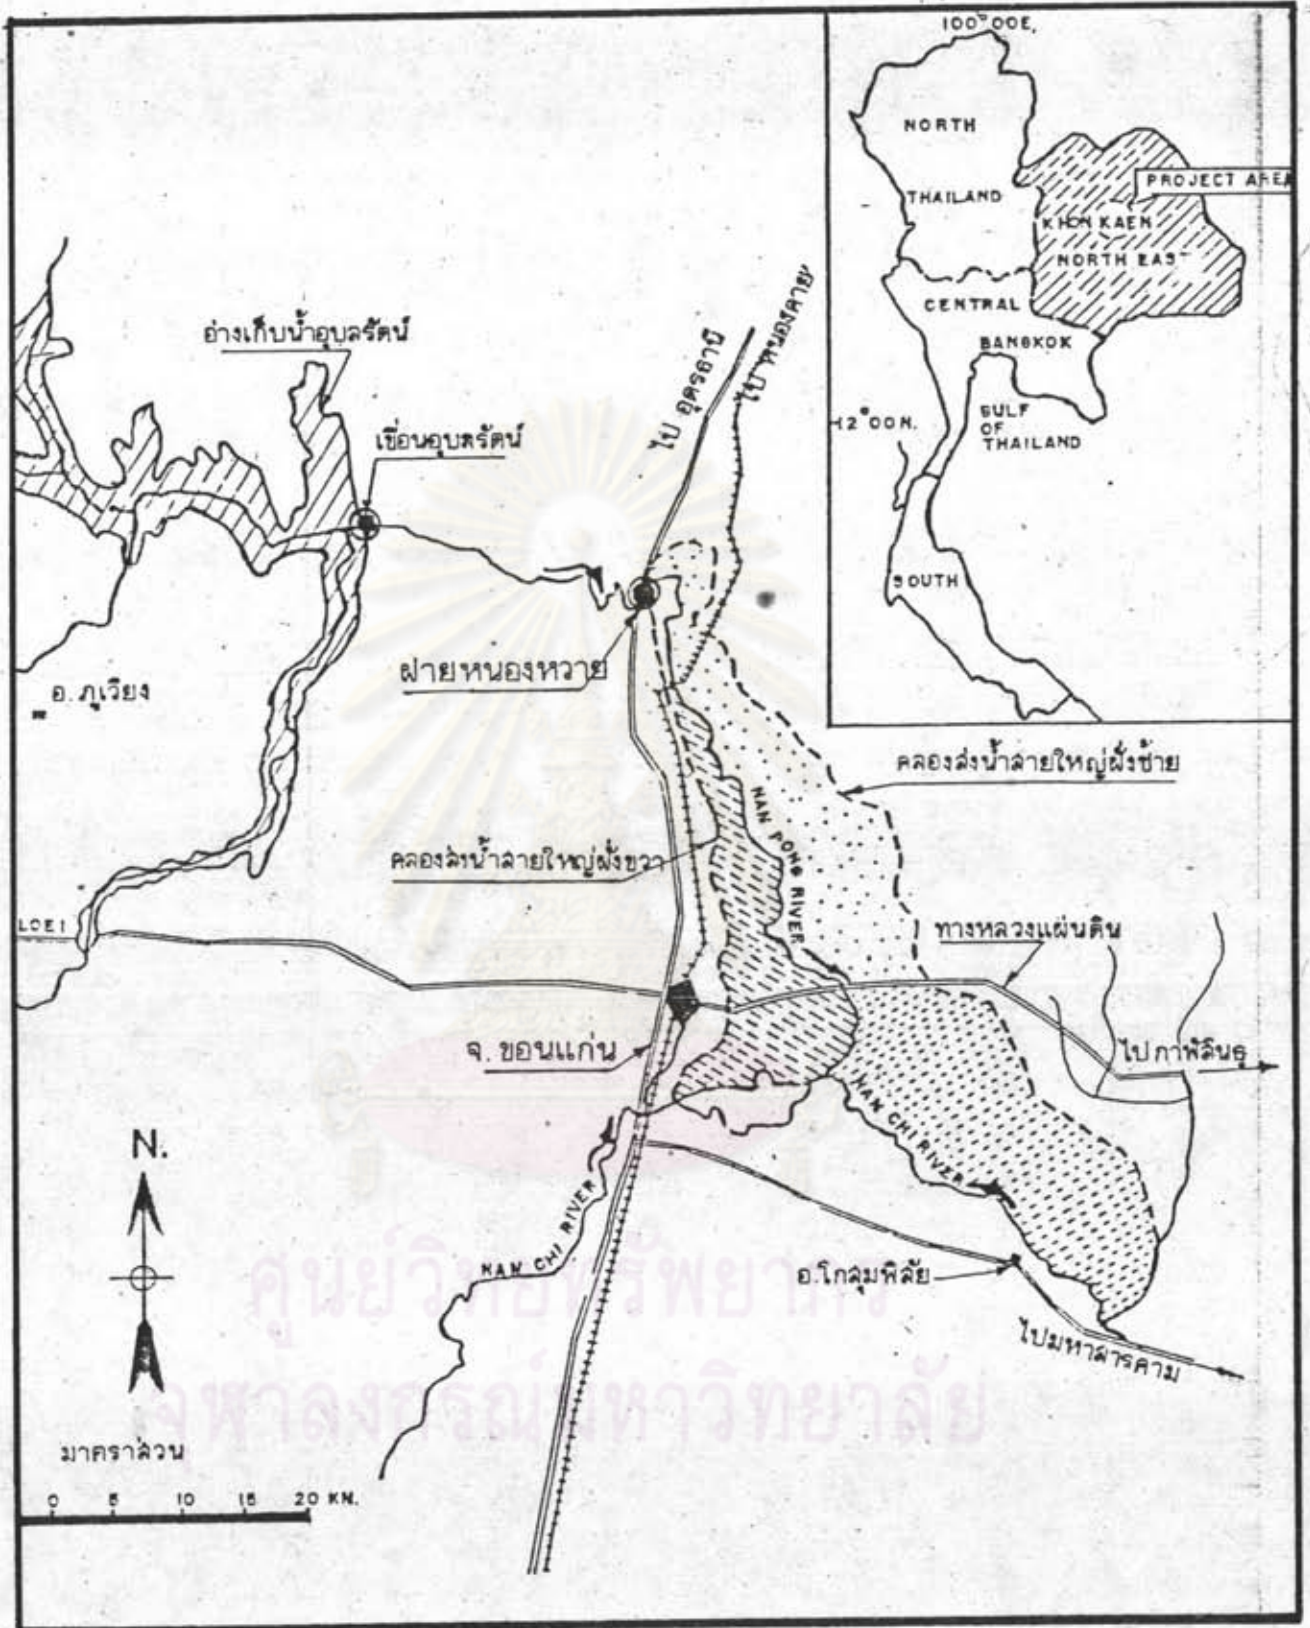 100°00E.
NORTH
THAILAND
PROJECT AREA
KHON KAEN
NORTH EAST
CENTRAL
BANGKOK
12°00N.
GULF
OF
THAILAND
SOUTH
อ่างเก็บน้ำอุบลรัตน์
เขื่อนอุบลรัตน์
ไป อุดรธานี
ไป หนองคาย
ฝายหนองหวาย
อ. ภูเวียง
คลองส่งน้ำสายใหญ่ฝั่งซ้าย
NAN PONG RIVER
คลองส่งน้ำสายใหญ่ฝั่งขวา
LOEI
ทางหลวงแผ่นดิน
จ. ขอนแก่น
ไปกาฬสินธุ
NAN CHI RIVER
NAN CHI RIVER
N.
อ.โกสุมพิสัย
ไปมหาสารคาม
ศูนย์วิทยทรัพยากร
จุฬาลงกรณ์มหาวิทยาลัย
มาตราส่วน
0 5 10 15 20 KM.